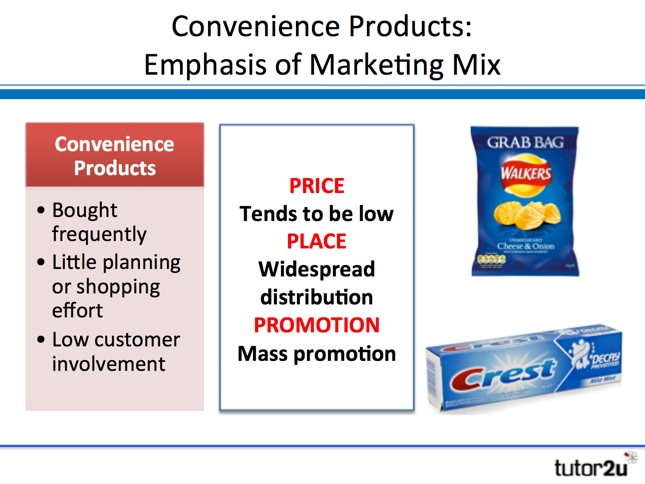 Convenience Products:
Emphasis of Marketing Mix
Convenience
Products
• Bought
frequently
• Little planning
or shopping
effort
• Low customer
involvement
PRICE
Tends to be low
PLACE
Widespread
distribution
PROMOTION
Mass promotion
GRAB BAG
WALKERS
Cheese & Onion
Crest
DECAY
PREVENTION
Mild Mint
tutor2u